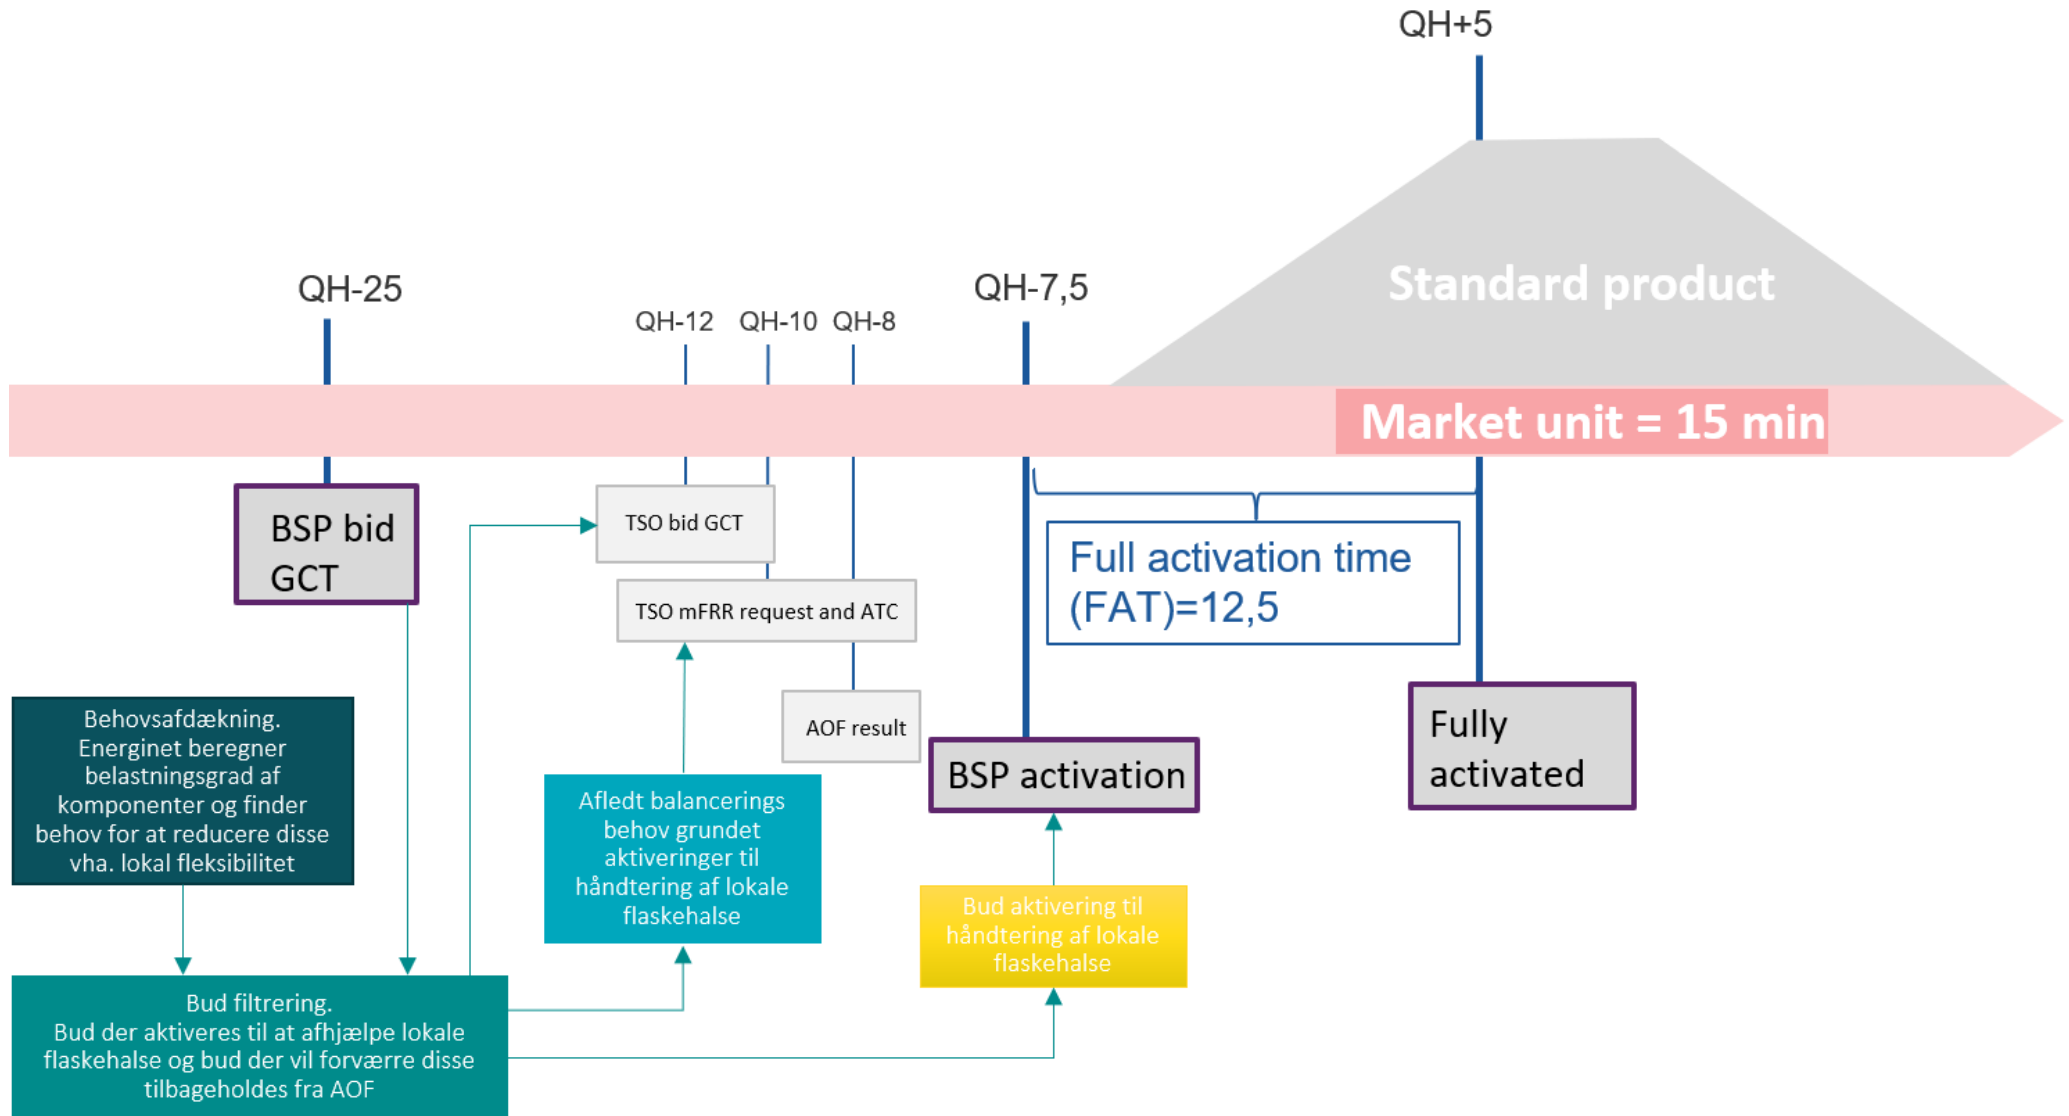 QH+5
Standard product
QH-25
QH-12
QH-10
QH-8
QH-7,5
Market unit = 15 min
BSP bid
GCT
TSO bid GCT
Full activation time
(FAT)=12,5
TSO mFRR request and ATC
AOF result
BSP activation
Fully
activated
Behovsafdækning.
Energinet beregner
belastningsgrad af
komponenter og finder
behov for at reducere disse
vha. lokal fleksibilitet
Afledt balancerings
behov grundet
aktiveringer til
håndtering af lokale
flaskehalse
Bud aktivering til
håndtering af lokale
flaskehalse
Bud filtrering.
Bud der aktiveres til at afhjælpe lokale
flaskehalse og bud der vil forværre disse
tilbageholdes fra AOF